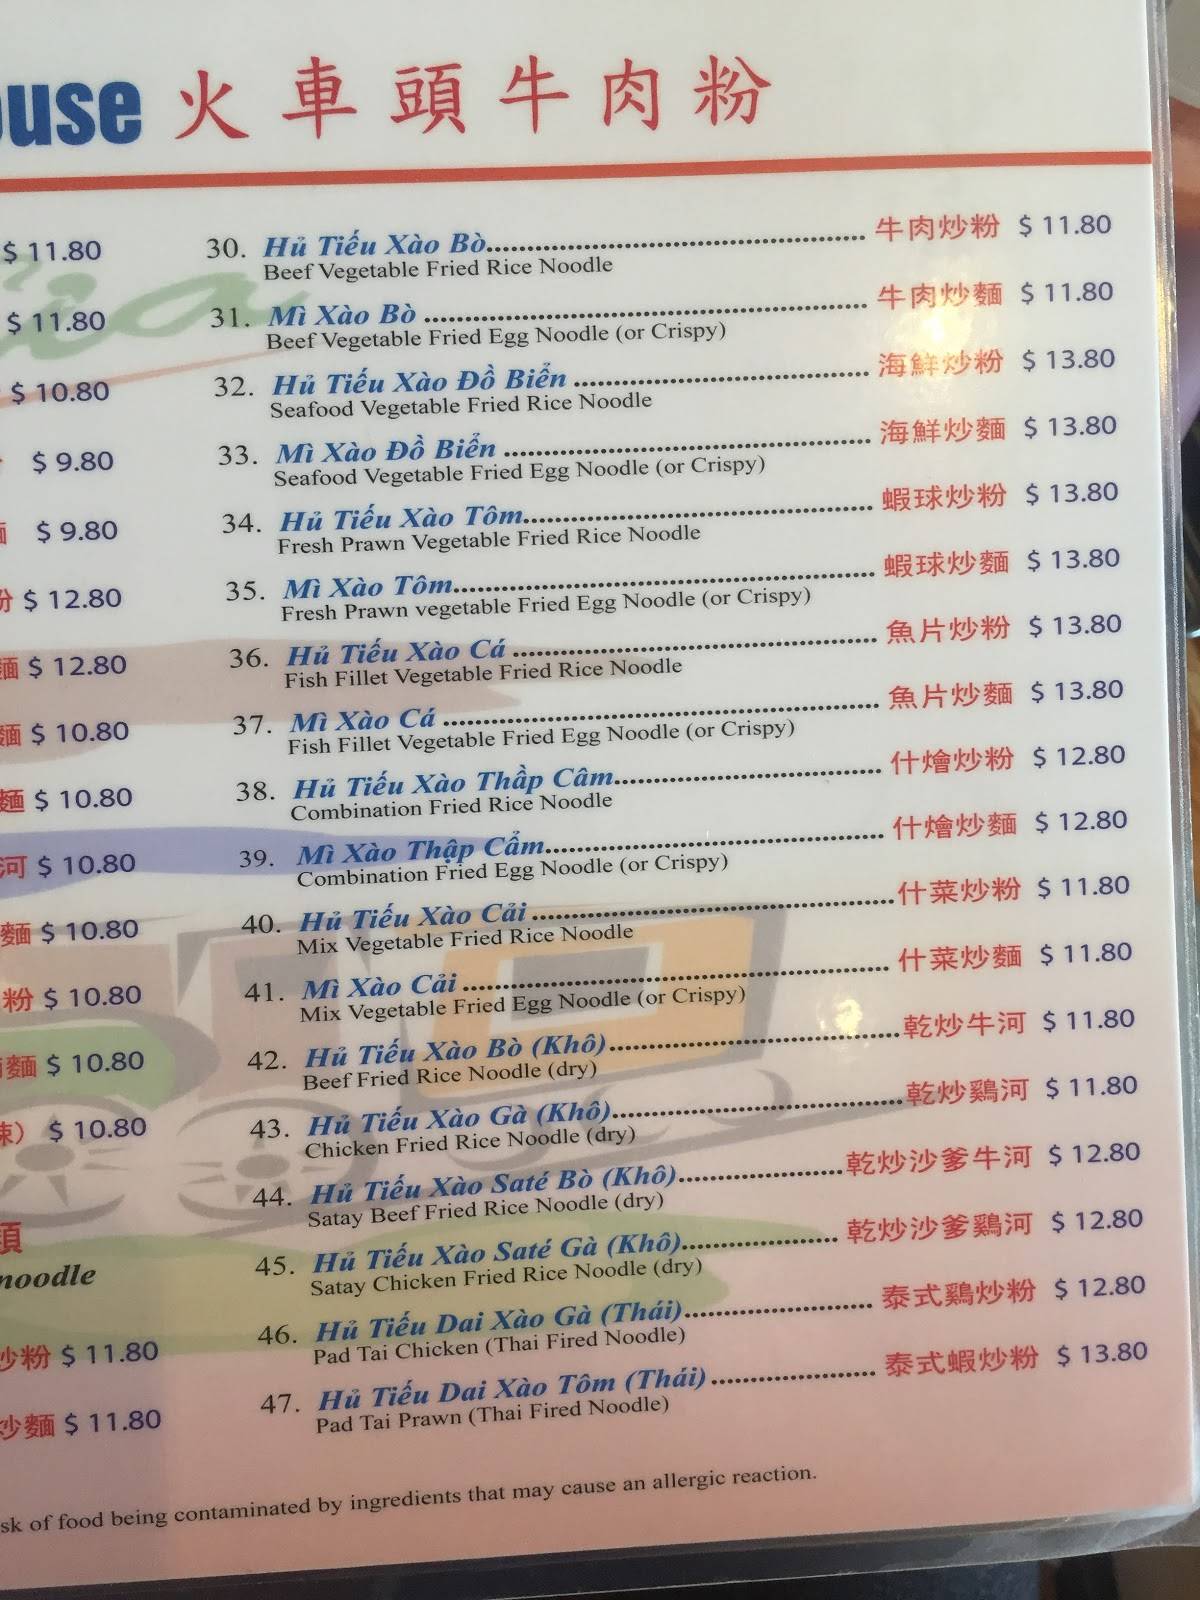 ouse 火車頭牛肉粉
$ 11.80
$ 11.80
$ 10.80
$ 9.80
$ 9.80
粉 $ 12.80
麵 $ 12.80
麵 $ 10.80
麵 $ 10.80
河 $ 10.80
麵 $ 10.80
粉 $ 10.80
麵 $ 10.80
辣） $ 10.80
noodle
炒粉 $ 11.80
炒麵 $ 11.80
30. Hủ Tiếu Xào Bò 牛肉炒粉 $ 11.80
Beef Vegetable Fried Rice Noodle
31. Mì Xào Bò 牛肉炒麵 $ 11.80
Beef Vegetable Fried Egg Noodle (or Crispy)
32. Hủ Tiếu Xào Đồ Biển 海鮮炒粉 $ 13.80
Seafood Vegetable Fried Rice Noodle
33. Mì Xào Đồ Biển 海鮮炒麵 $ 13.80
Seafood Vegetable Fried Egg Noodle (or Crispy)
34. Hủ Tiếu Xào Tôm 蝦球炒粉 $ 13.80
Fresh Prawn Vegetable Fried Rice Noodle
35. Mì Xào Tôm 蝦球炒麵 $ 13.80
Fresh Prawn vegetable Fried Egg Noodle (or Crispy)
36. Hủ Tiếu Xào Cá 魚片炒粉 $ 13.80
Fish Fillet Vegetable Fried Rice Noodle
37. Mì Xào Cá 魚片炒麵 $ 13.80
Fish Fillet Vegetable Fried Egg Noodle (or Crispy)
38. Hủ Tiếu Xào Thằp Câm 什燴炒粉 $ 12.80
Combination Fried Rice Noodle
39. Mì Xào Thập Cẩm 什燴炒麵 $ 12.80
Combination Fried Egg Noodle (or Crispy)
40. Hủ Tiếu Xào Cải 什菜炒粉 $ 11.80
Mix Vegetable Fried Rice Noodle
41. Mì Xào Cải 什菜炒麵 $ 11.80
Mix Vegetable Fried Egg Noodle (or Crispy)
42. Hủ Tiếu Xào Bò (Khô) 乾炒牛河 $ 11.80
Beef Fried Rice Noodle (dry)
43. Hủ Tiếu Xào Gà (Khô) 乾炒鷄河 $ 11.80
Chicken Fried Rice Noodle (dry)
44. Hủ Tiếu Xào Saté Bò (Khô) 乾炒沙爹牛河 $ 12.80
Satay Beef Fried Rice Noodle (dry)
45. Hủ Tiếu Xào Saté Gà (Khô) 乾炒沙爹鷄河 $ 12.80
Satay Chicken Fried Rice Noodle (dry)
46. Hủ Tiếu Dai Xào Gà (Thái) 泰式鷄炒粉 $ 12.80
Pad Tai Chicken (Thai Fired Noodle)
47. Hủ Tiếu Dai Xào Tôm (Thái) 泰式蝦炒粉 $ 13.80
Pad Tai Prawn (Thai Fired Noodle)
sk of food being contaminated by ingredients that may cause an allergic reaction.